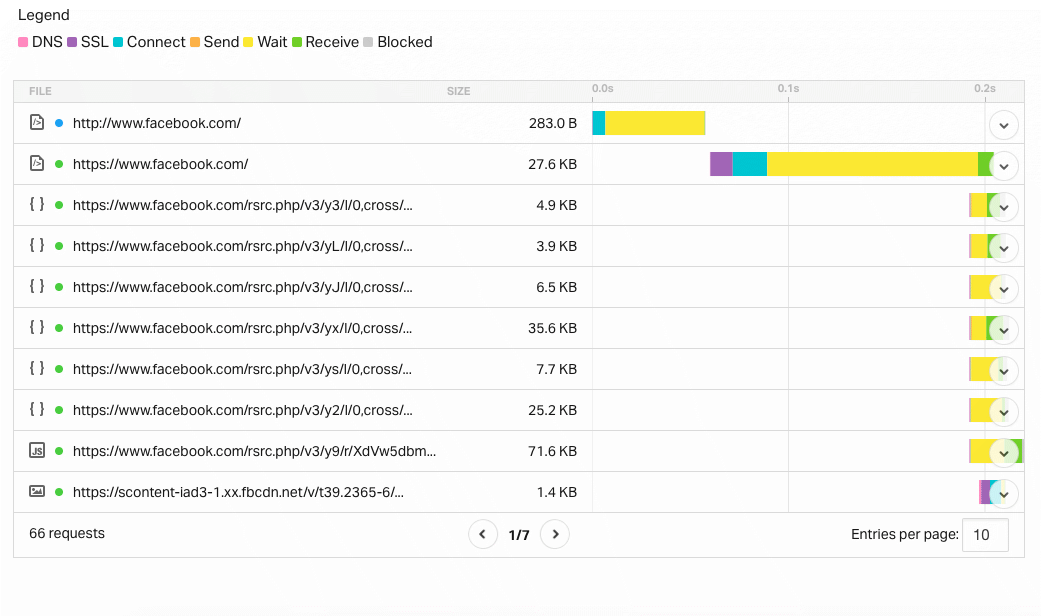 Legend
DNS SSL Connect Send Wait Receive Blocked
FILE SIZE 0.0s 0.1s 0.2s
http://www.facebook.com/ 283.0 B
https://www.facebook.com/ 27.6 KB
{ } https://www.facebook.com/rsrc.php/v3/y3/l/0,cross/... 4.9 KB
{ } https://www.facebook.com/rsrc.php/v3/yL/l/0,cross/... 3.9 KB
{ } https://www.facebook.com/rsrc.php/v3/yJ/l/0,cross/... 6.5 KB
{ } https://www.facebook.com/rsrc.php/v3/yx/l/0,cross/... 35.6 KB
{ } https://www.facebook.com/rsrc.php/v3/ys/l/0,cross/... 7.7 KB
{ } https://www.facebook.com/rsrc.php/v3/y2/l/0,cross/... 25.2 KB
JS https://www.facebook.com/rsrc.php/v3/y9/r/XdVw5dbm... 71.6 KB
https://scontent-iad3-1.xx.fbcdn.net/v/t39.2365-6/... 1.4 KB
66 requests 1/7 Entries per page: 10